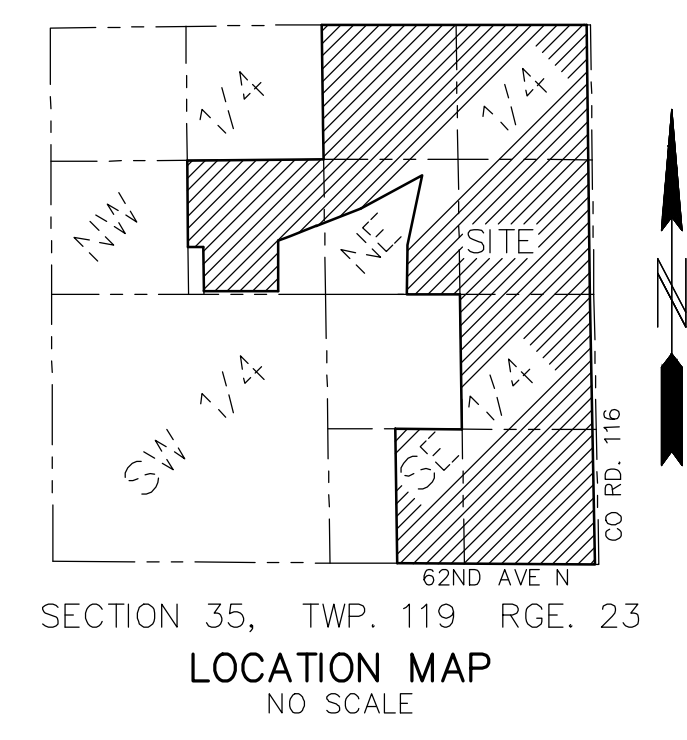 NW 1/4
NE 1/4
SITE
SW 1/4
SE 1/4
CO RD. 116
N
62ND AVE N
SECTION 35, TWP. 119 RGE. 23
LOCATION MAP
NO SCALE